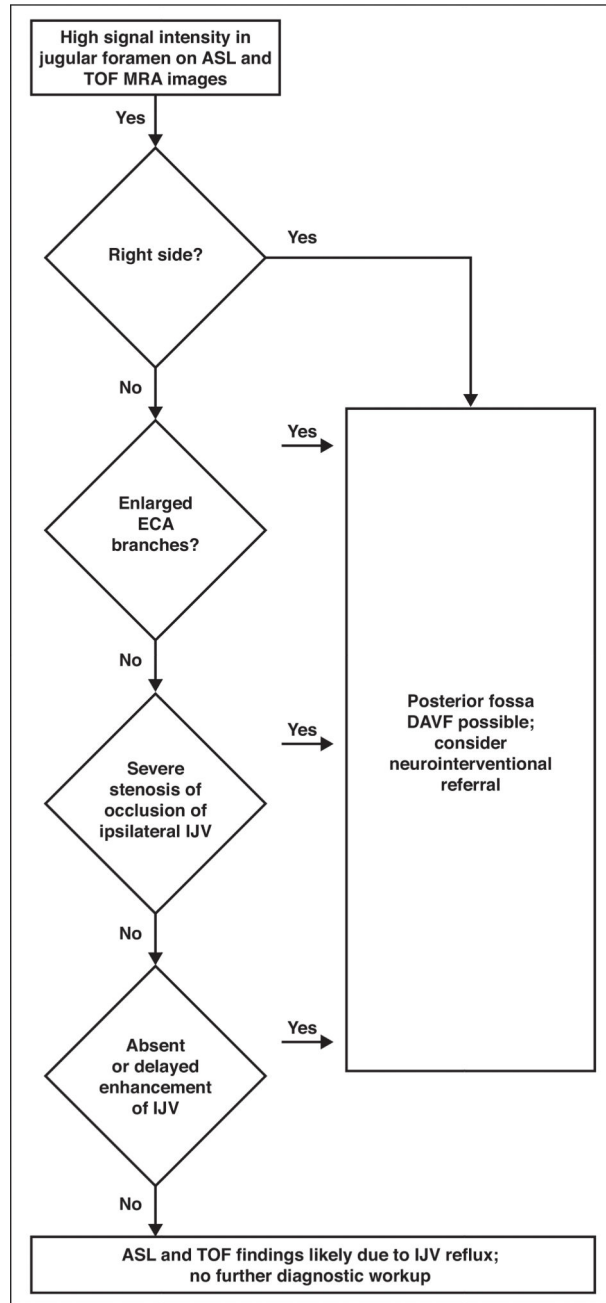 High signal intensity in
jugular foramen on ASL and
TOF MRA images
Yes
Right side?
Yes
No
Enlarged
ECA
branches?
Yes
No
Severe
stenosis of
occlusion of
ipsilateral IJV
Yes
Posterior fossa
DAVF possible;
consider
neurointerventional
referral
No
Absent
or delayed
enhancement
of IJV
Yes
No
ASL and TOF findings likely due to IJV reflux;
no further diagnostic workup